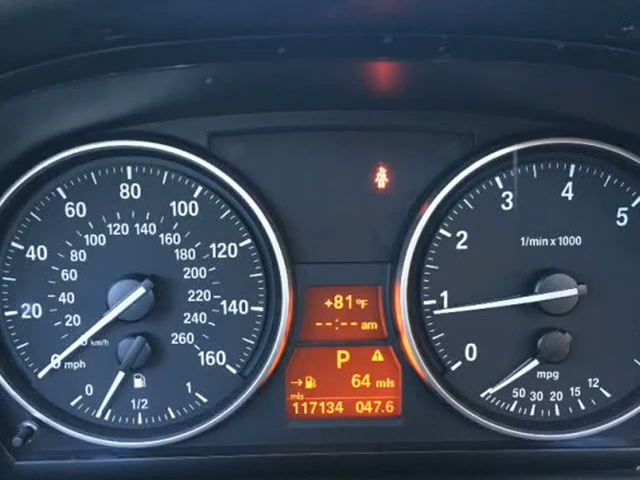 80
60 100
100 120 140 160
40 80 180 120
60 200
20 40 220 140
20 240
km/h 260
0 mph 160
0 1/2 1
+81°F
--:-- am
P
→ 64 mls
mls
117134 047.6
3 4 5
2
1/min x 1000
1
0
mpg
50 30 20 15 12